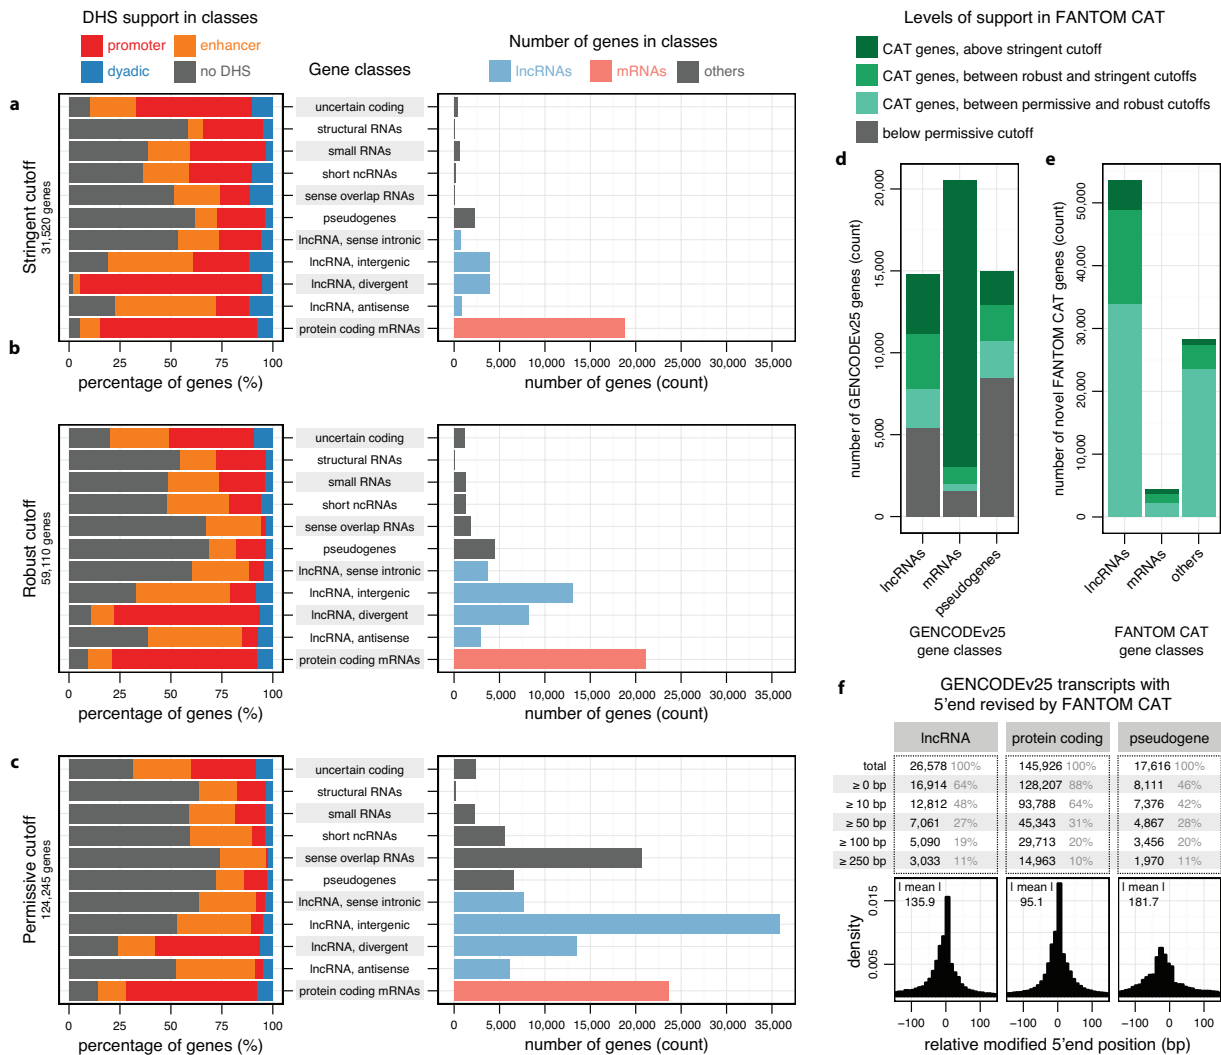 DHS support in classes
promoter
enhancer
dyadic
no DHS
Gene classes
Number of genes in classes
lncRNAs
mRNAs
others
a
Stringent cutoff
31,520 genes
uncertain coding
structural RNAs
small RNAs
short ncRNAs
sense overlap RNAs
pseudogenes
lncRNA, sense intronic
lncRNA, intergenic
lncRNA, divergent
lncRNA, antisense
protein coding mRNAs
0 25 50 75 100
percentage of genes (%)
0 5,000 10,000 15,000 20,000 25,000 30,000 35,000
number of genes (count)
b
Robust cutoff
59,110 genes
uncertain coding
structural RNAs
small RNAs
short ncRNAs
sense overlap RNAs
pseudogenes
lncRNA, sense intronic
lncRNA, intergenic
lncRNA, divergent
lncRNA, antisense
protein coding mRNAs
0 25 50 75 100
percentage of genes (%)
0 5,000 10,000 15,000 20,000 25,000 30,000 35,000
number of genes (count)
c
Permissive cutoff
124,245 genes
uncertain coding
structural RNAs
small RNAs
short ncRNAs
sense overlap RNAs
pseudogenes
lncRNA, sense intronic
lncRNA, intergenic
lncRNA, divergent
lncRNA, antisense
protein coding mRNAs
0 25 50 75 100
percentage of genes (%)
0 5,000 10,000 15,000 20,000 25,000 30,000 35,000
number of genes (count)
Levels of support in FANTOM CAT
CAT genes, above stringent cutoff
CAT genes, between robust and stringent cutoffs
CAT genes, between permissive and robust cutoffs
below permissive cutoff
d
number of GENCODEv25 genes (count)
0 5,000 10,000 15,000 20,000
lncRNAs
mRNAs
pseudogenes
GENCODEv25
gene classes
e
number of novel FANTOM CAT genes (count)
0 10,000 20,000 30,000 40,000 50,000
lncRNAs
mRNAs
others
FANTOM CAT
gene classes
f
GENCODEv25 transcripts with
5'end revised by FANTOM CAT
lncRNA protein coding pseudogene
total 26,578 100% 145,926 100% 17,616 100%
≥ 0 bp 16,914 64% 128,207 88% 8,111 46%
≥ 10 bp 12,812 48% 93,788 64% 7,376 42%
≥ 50 bp 7,061 27% 45,343 31% 4,867 28%
≥ 100 bp 5,090 19% 29,713 20% 3,456 20%
≥ 250 bp 3,033 11% 14,963 10% 1,970 11%
density
0.015
0.005
| mean |
135.9
| mean |
95.1
| mean |
181.7
−100 0 100 −100 0 100 −100 0 100
relative modified 5'end position (bp)